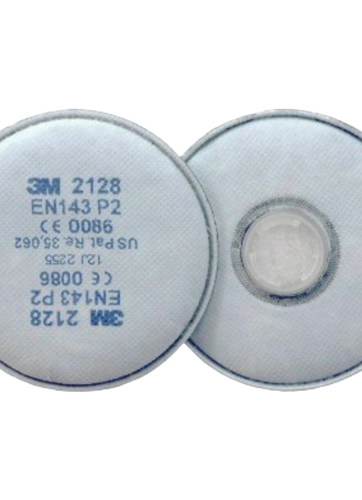 3M 2128
EN143 P2
CE 0086
US Pat. Re. 35,062
12J 2255
CE 0086
EN143 P2
3M 2128